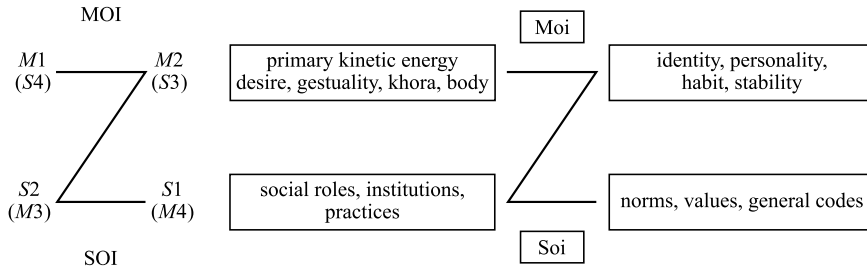 MOI
M1
(S4)
M2
(S3)
S2
(M3)
S1
(M4)
SOI
Moi
primary kinetic energy
desire, gestuality, khora, body
identity, personality,
habit, stability
social roles, institutions,
practices
norms, values, general codes
Soi